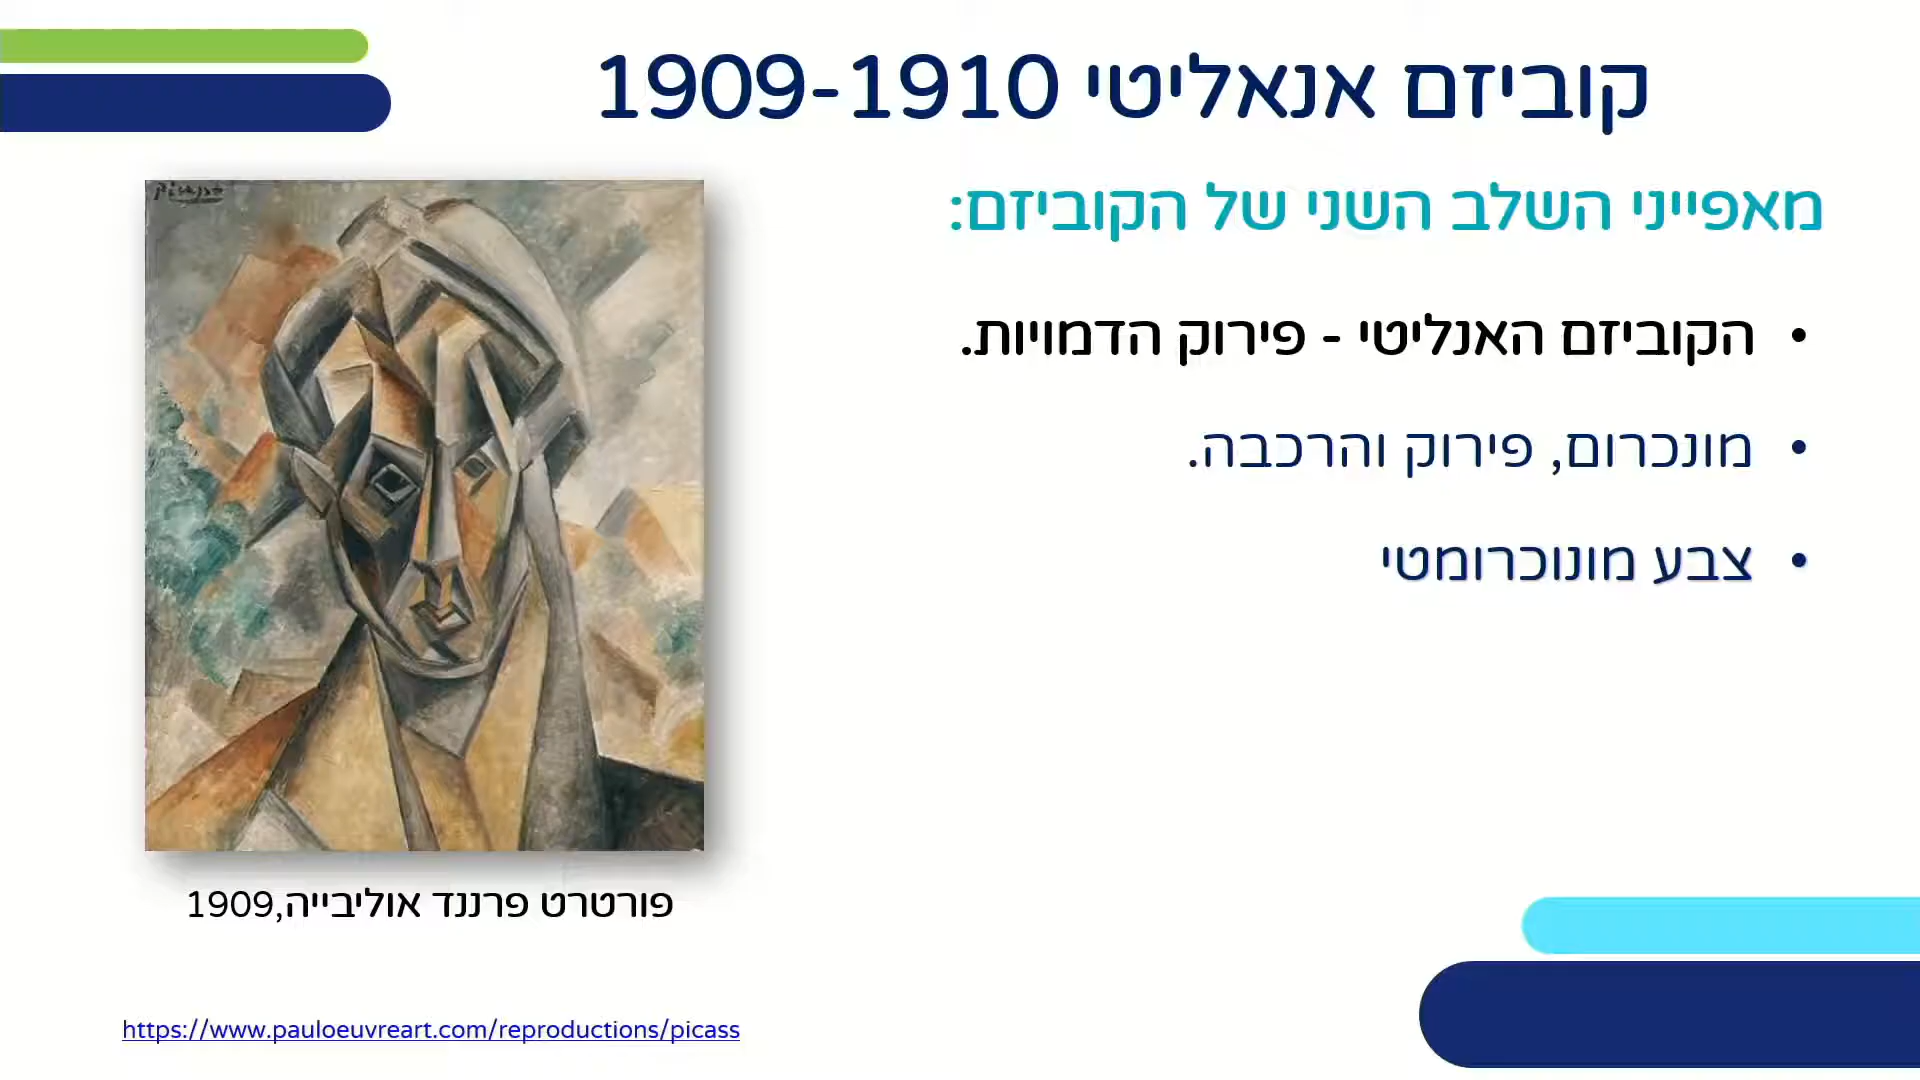 קוביזם אנאליטי 1909-1910
מאפייני השלב השני של הקוביזם:
• הקוביזם האנליטי - פירוק הדמויות.
• מונכרום, פירוק והרכבה.
• צבע מונוכרומטי
Picasso
פורטרט פרננד אוליבייה,1909
https://www.pauloeuvreart.com/reproductions/picass